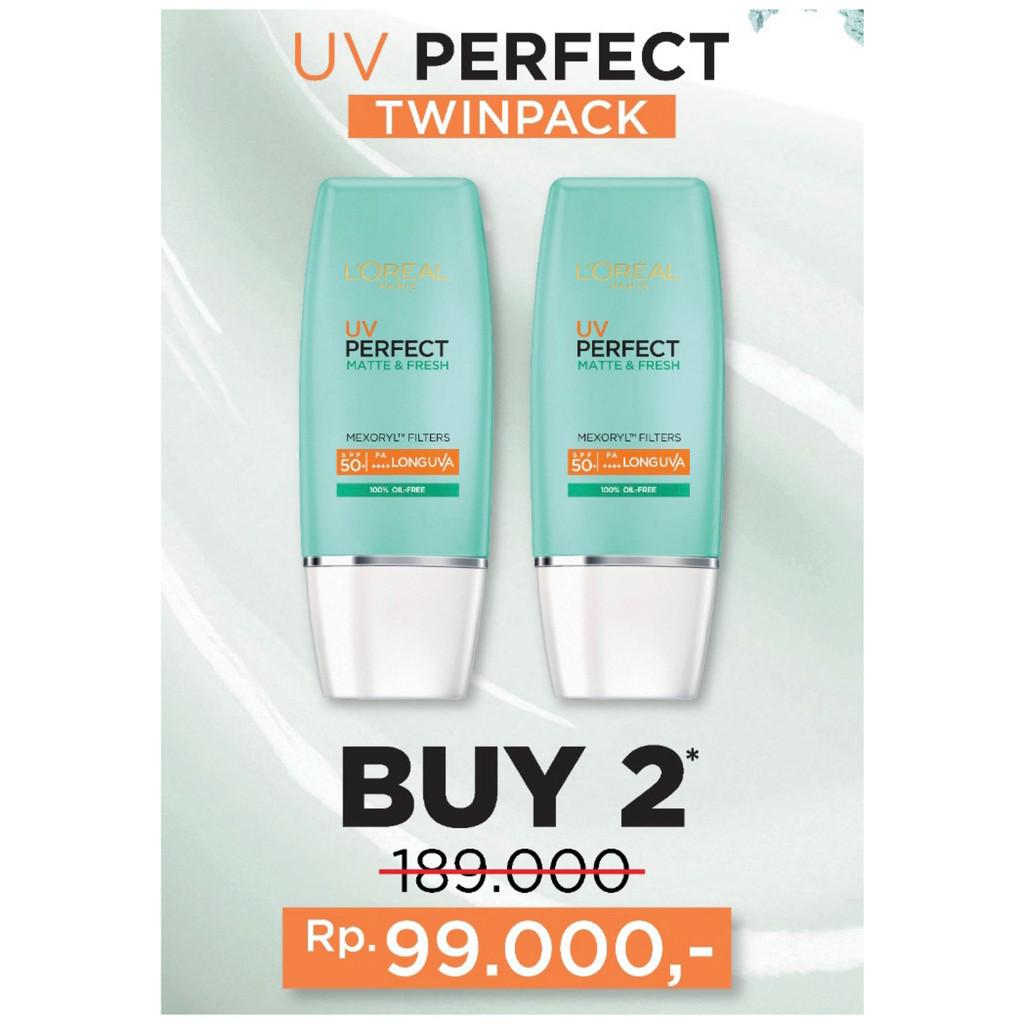 UV PERFECT
TWINPACK
L'ORÉAL
PARIS
UV
PERFECT
MATTE & FRESH
MEXORYL™ FILTERS
SPF 50+ PA ++++ LONG UVA
100% OIL-FREE
L'ORÉAL
PARIS
UV
PERFECT
MATTE & FRESH
MEXORYL™ FILTERS
SPF 50+ PA ++++ LONG UVA
100% OIL-FREE
BUY 2*
189.000
Rp. 99.000,-